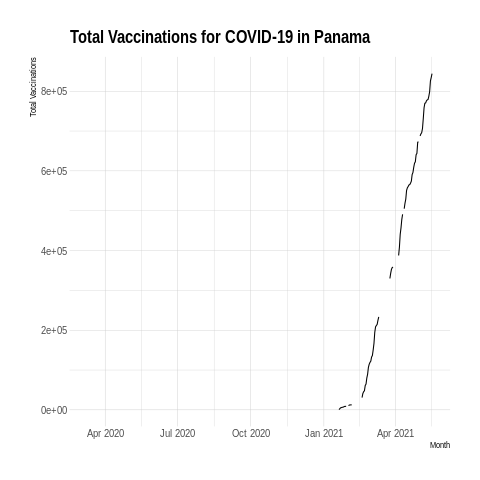 Total Vaccinations for COVID-19 in Panama
Total Vaccinations
8e+05
6e+05
4e+05
2e+05
0e+00
Apr 2020 Jul 2020 Oct 2020 Jan 2021 Apr 2021
Month